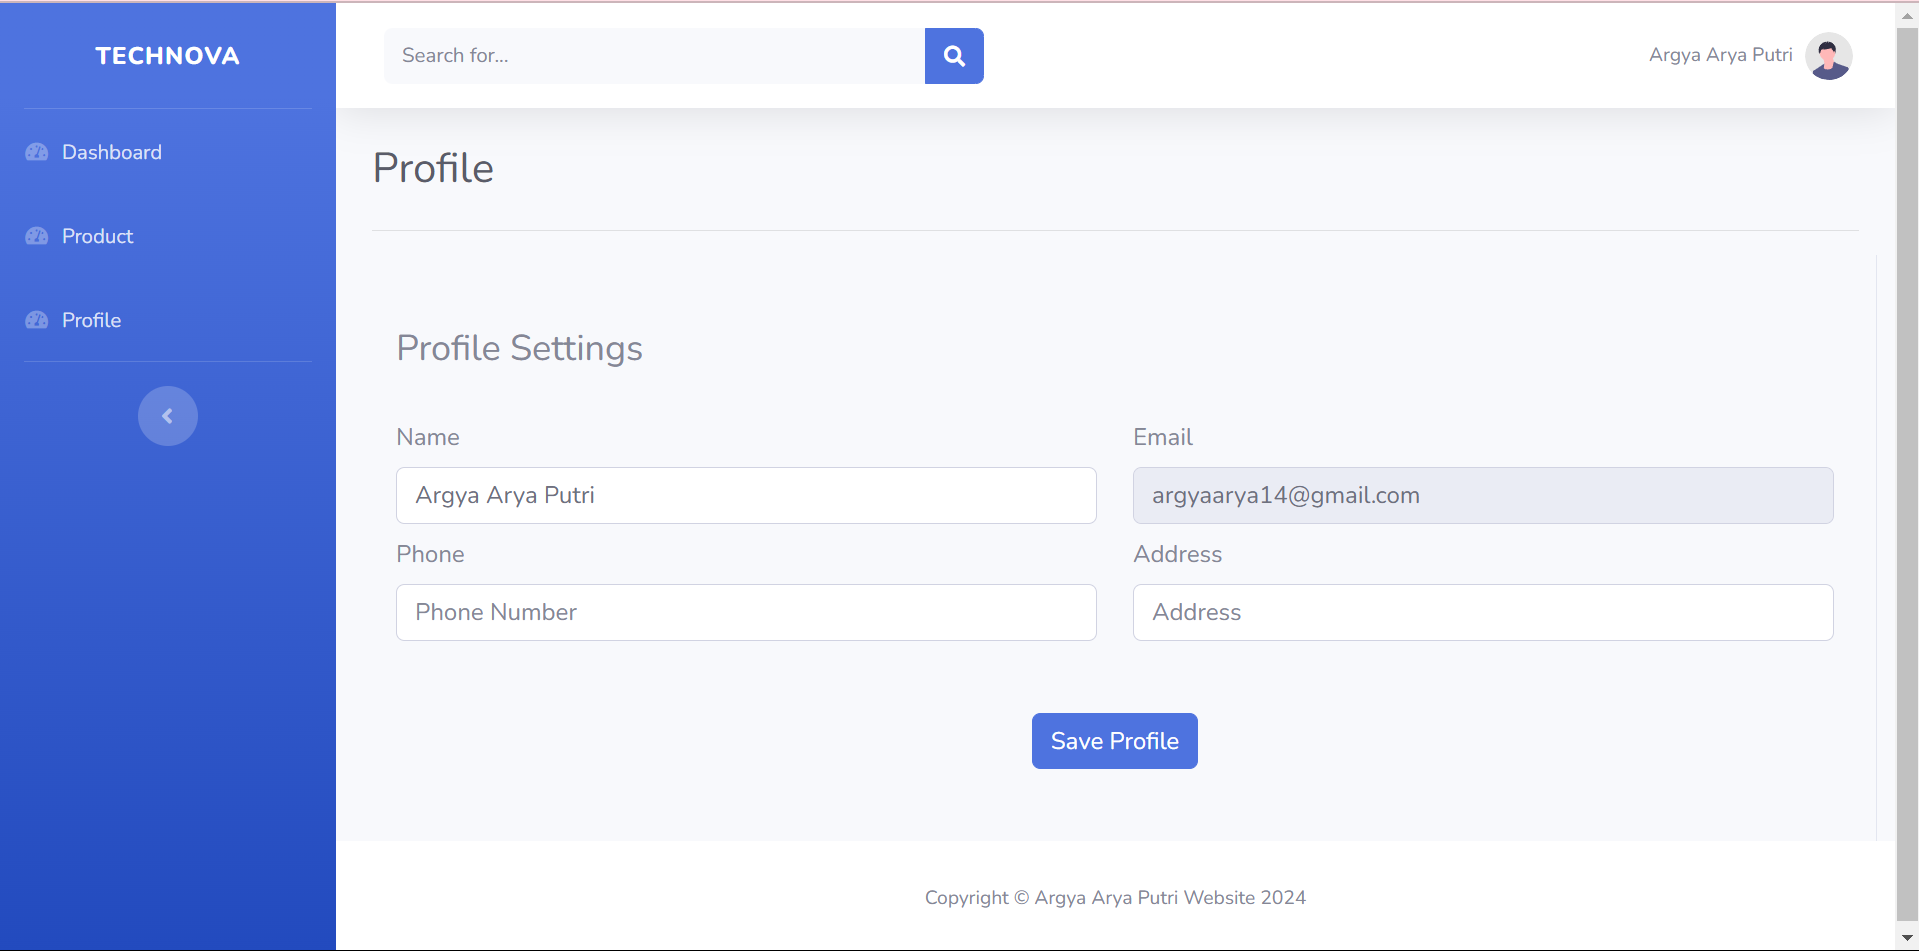 TECHNOVA
Dashboard
Product
Profile
Search for...
Argya Arya Putri
Profile
Profile Settings
Name
Argya Arya Putri
Email
argyaarya14@gmail.com
Phone
Phone Number
Address
Address
Save Profile
Copyright © Argya Arya Putri Website 2024